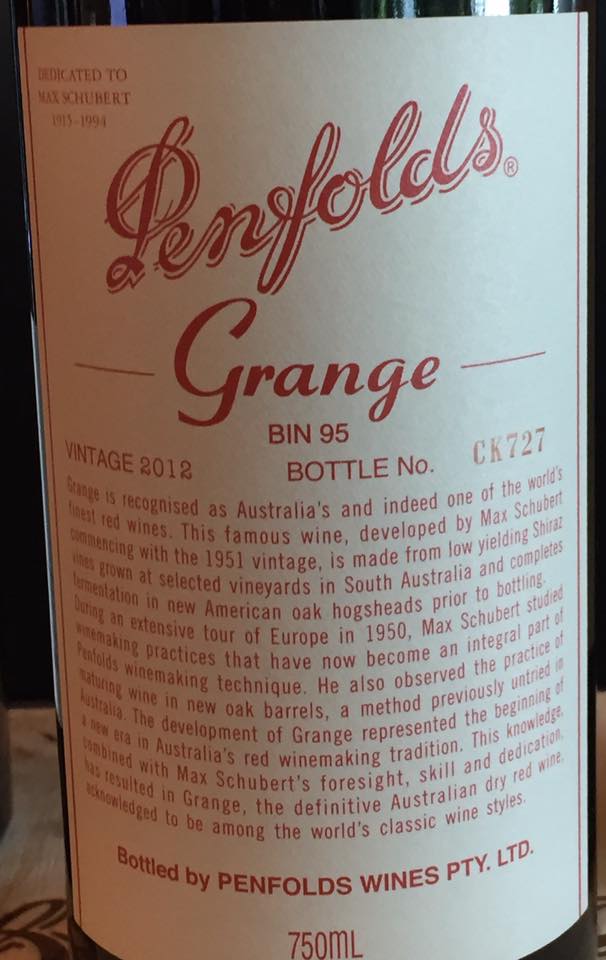 DEDICATED TO
MAX SCHUBERT
1915-1994
Penfolds®
Grange
BIN 95
VINTAGE 2012 BOTTLE No. CK727
Grange is recognised as Australia's and indeed one of the world's
finest red wines. This famous wine, developed by Max Schubert
commencing with the 1951 vintage, is made from low yielding Shiraz
vines grown at selected vineyards in South Australia and completes
fermentation in new American oak hogsheads prior to bottling.
During an extensive tour of Europe in 1950, Max Schubert studied
winemaking practices that have now become an integral part of
Penfolds winemaking technique. He also observed the practice of
maturing wine in new oak barrels, a method previously untried in
Australia. The development of Grange represented the beginning of
a new era in Australia's red winemaking tradition. This knowledge,
combined with Max Schubert's foresight, skill and dedication,
has resulted in Grange, the definitive Australian dry red wine,
acknowledged to be among the world's classic wine styles.
Bottled by PENFOLDS WINES PTY. LTD.
750ML